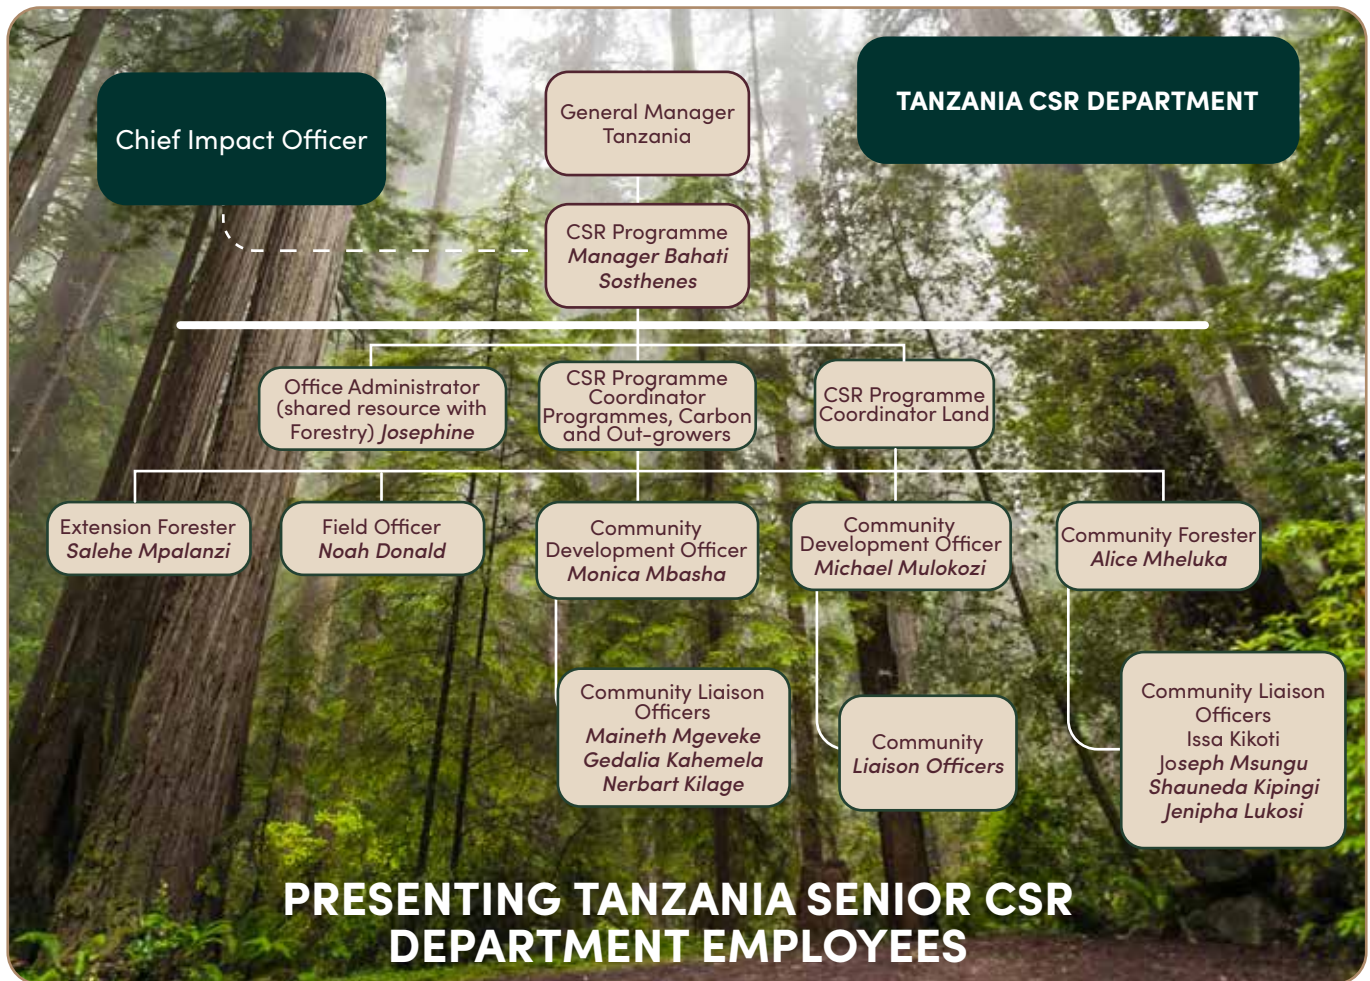 Chief Impact Officer
General Manager
Tanzania
TANZANIA CSR DEPARTMENT
CSR Programme
Manager Bahati
Sosthenes
Office Administrator
(shared resource with
Forestry) Josephine
CSR Programme
Coordinator
Programmes, Carbon
and Out-growers
CSR Programme
Coordinator Land
Extension Forester
Salehe Mpalanzi
Field Officer
Noah Donald
Community
Development Officer
Monica Mbasha
Community
Development Officer
Michael Mulokozi
Community Forester
Alice Mheluka
Community Liaison
Officers
Maineth Mgeveke
Gedalia Kahemela
Nerbart Kilage
Community
Liaison Officers
Community Liaison
Officers
Issa Kikoti
Joseph Msungu
Shauneda Kipingi
Jenipha Lukosi
PRESENTING TANZANIA SENIOR CSR
DEPARTMENT EMPLOYEES